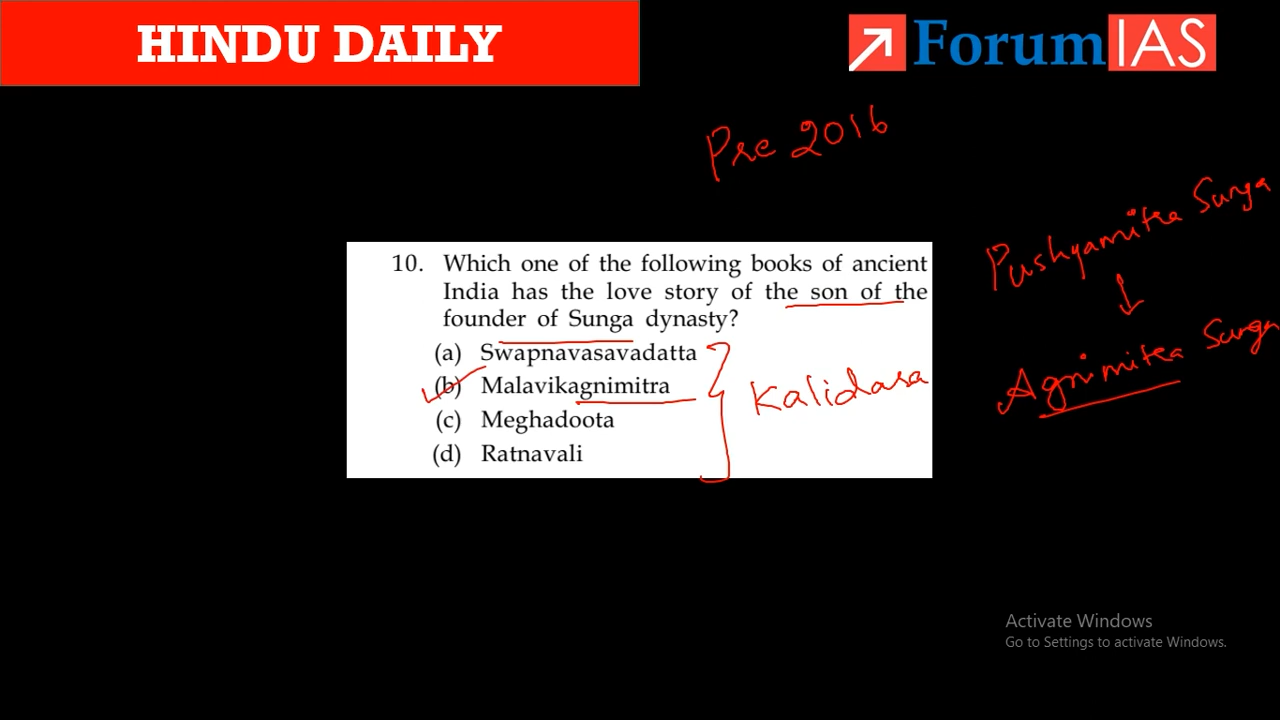 HINDU DAILY
ForumIAS
Pre 2016
Pushyamitra Sunga
↓
Agnimitra Sunga
10. Which one of the following books of ancient
India has the love story of the son of the
founder of Sunga dynasty?
(a) Swapnavasavadatta
(b) Malavikagnimitra
(c) Meghadoota
(d) Ratnavali
Kalidasa
Activate Windows
Go to Settings to activate Windows.